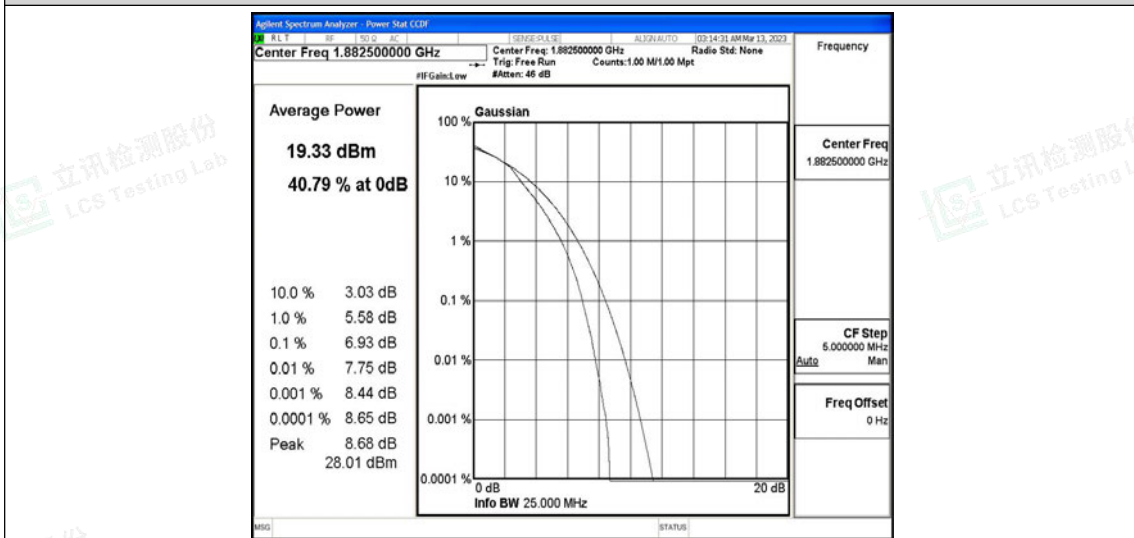 Agilent Spectrum Analyzer - Power Stat CCDF
RLT RF 50 Ω AC SENSE:PULSE ALIGNAUTO 03:14:31 AM Mar 13, 2023
Center Freq 1.882500000 GHz
Center Freq: 1.882500000 GHz Radio Std: None
Trig: Free Run Counts:1.00 M/1.00 Mpt
#IFGain:Low #Atten: 46 dB
Frequency
Average Power
19.33 dBm
40.79 % at 0dB
10.0 % 3.03 dB
1.0 % 5.58 dB
0.1 % 6.93 dB
0.01 % 7.75 dB
0.001 % 8.44 dB
0.0001 % 8.65 dB
Peak 8.68 dB
28.01 dBm
Gaussian
100 %
10 %
1 %
0.1 %
0.01 %
0.001 %
0.0001 %
0 dB 20 dB
Info BW 25.000 MHz
Center Freq
1.882500000 GHz
CF Step
5.000000 MHz
Auto Man
Freq Offset
0 Hz
MSG STATUS
立讯检测股份
LCS Testing Lab
立讯检测股份
LCS Testing L